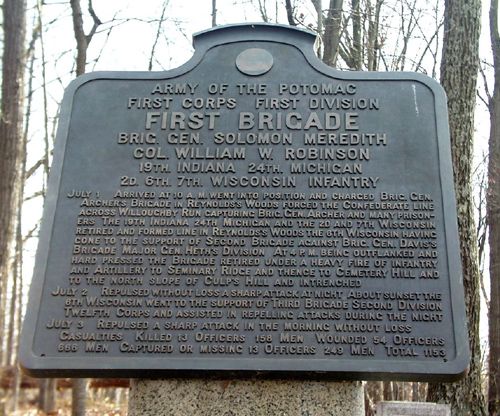 ARMY OF THE POTOMAC
FIRST CORPS FIRST DIVISION
FIRST BRIGADE
BRIG. GEN. SOLOMON MEREDITH
COL. WILLIAM W. ROBINSON
19TH. INDIANA 24TH. MICHIGAN
2D. 6TH. 7TH. WISCONSIN INFANTRY
JULY 1 ARRIVED AT 10 A.M. WENT INTO POSITION AND CHARGED BRIG. GEN.
ARCHER'S BRIGADE IN REYNOLDS'S WOODS FORCED THE CONFEDERATE LINE
ACROSS WILLOUGHBY RUN CAPTURING BRIG. GEN. ARCHER AND MANY PRISON-
ERS THE 19TH INDIANA 24TH MICHIGAN AND THE 2D AND 7TH WISCONSIN
RETIRED AND FORMED LINE IN REYNOLDS'S WOODS THE 6TH WISCONSIN HAVING
GONE TO THE SUPPORT OF SECOND BRIGADE AGAINST BRIG. GEN. DAVIS'S
BRIGADE MAJOR GEN. HETH'S DIVISION AT 4 P.M. BEING OUTFLANKED AND
HARD PRESSED THE BRIGADE RETIRED UNDER A HEAVY FIRE OF INFANTRY
AND ARTILLERY TO SEMINARY RIDGE AND THENCE TO CEMETERY HILL AND
TO THE NORTH SLOPE OF CULP'S HILL AND INTRENCHED
JULY 2 REPULSED WITHOUT LOSS A SHARP ATTACK AT NIGHT ABOUT SUNSET THE
6TH WISCONSIN WENT TO THE SUPPORT OF THIRD BRIGADE SECOND DIVISION
TWELFTH CORPS AND ASSISTED IN REPELLING ATTACKS DURING THE NIGHT
JULY 3 REPULSED A SHARP ATTACK IN THE MORNING WITHOUT LOSS
CASUALTIES KILLED 13 OFFICERS 158 MEN WOUNDED 54 OFFICERS
666 MEN CAPTURED OR MISSING 13 OFFICERS 249 MEN TOTAL 1153